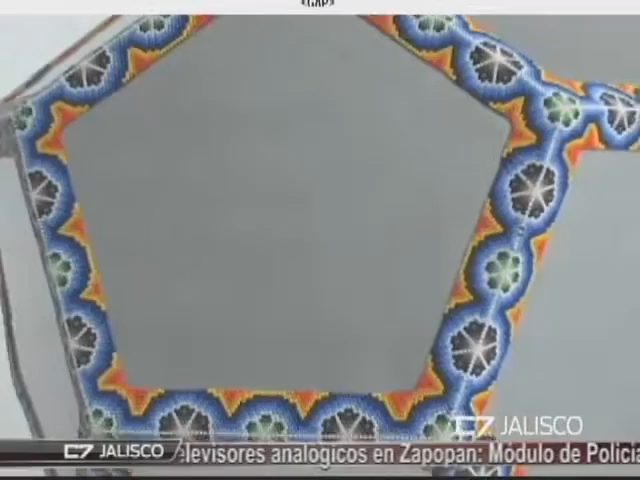 C7 JALISCO
C7 JALISCO levisores analogicos en Zapopan: Módulo de Policía